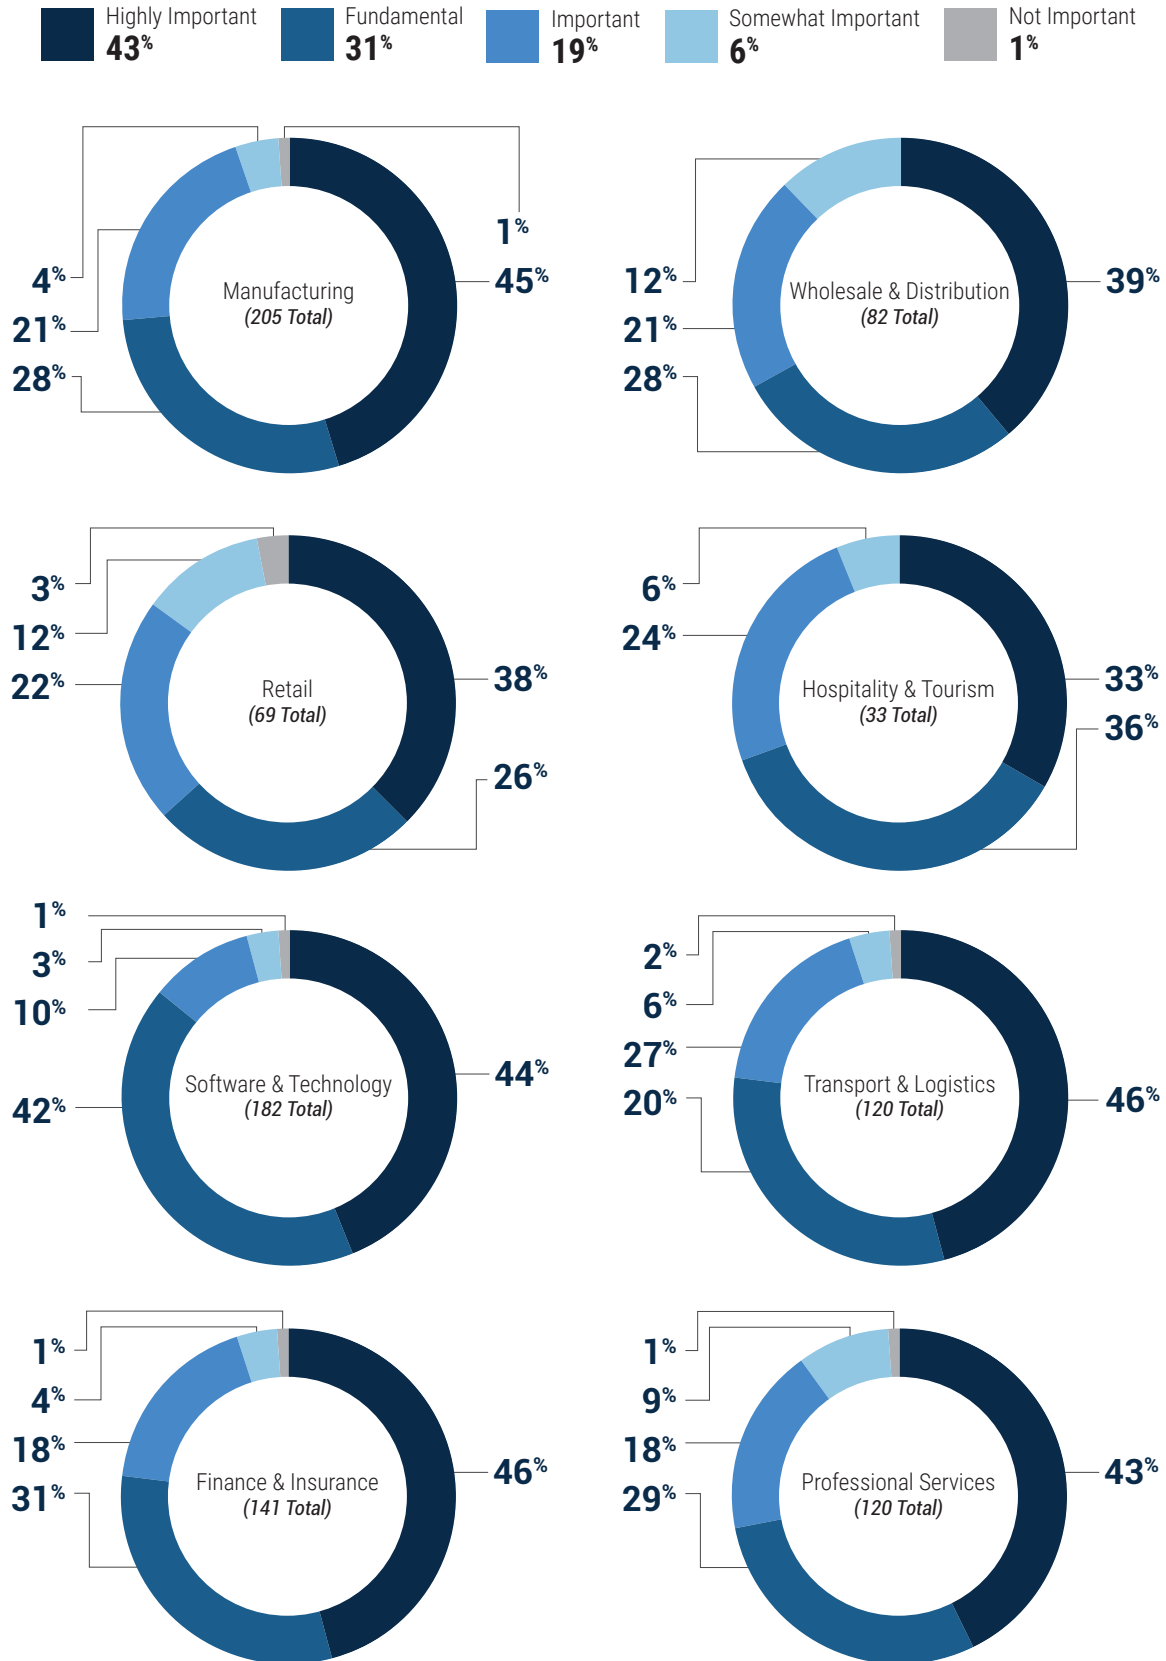 Highly Important
43%
Fundamental
31%
Important
19%
Somewhat Important
6%
Not Important
1%
1%
4%
45%
21%
28%
Manufacturing
(205 Total)
12%
39%
21%
28%
Wholesale & Distribution
(82 Total)
3%
12%
22%
38%
26%
Retail
(69 Total)
6%
24%
33%
36%
Hospitality & Tourism
(33 Total)
1%
3%
10%
44%
42%
Software & Technology
(182 Total)
2%
6%
27%
20%
46%
Transport & Logistics
(120 Total)
1%
4%
18%
46%
31%
Finance & Insurance
(141 Total)
1%
9%
18%
43%
29%
Professional Services
(120 Total)